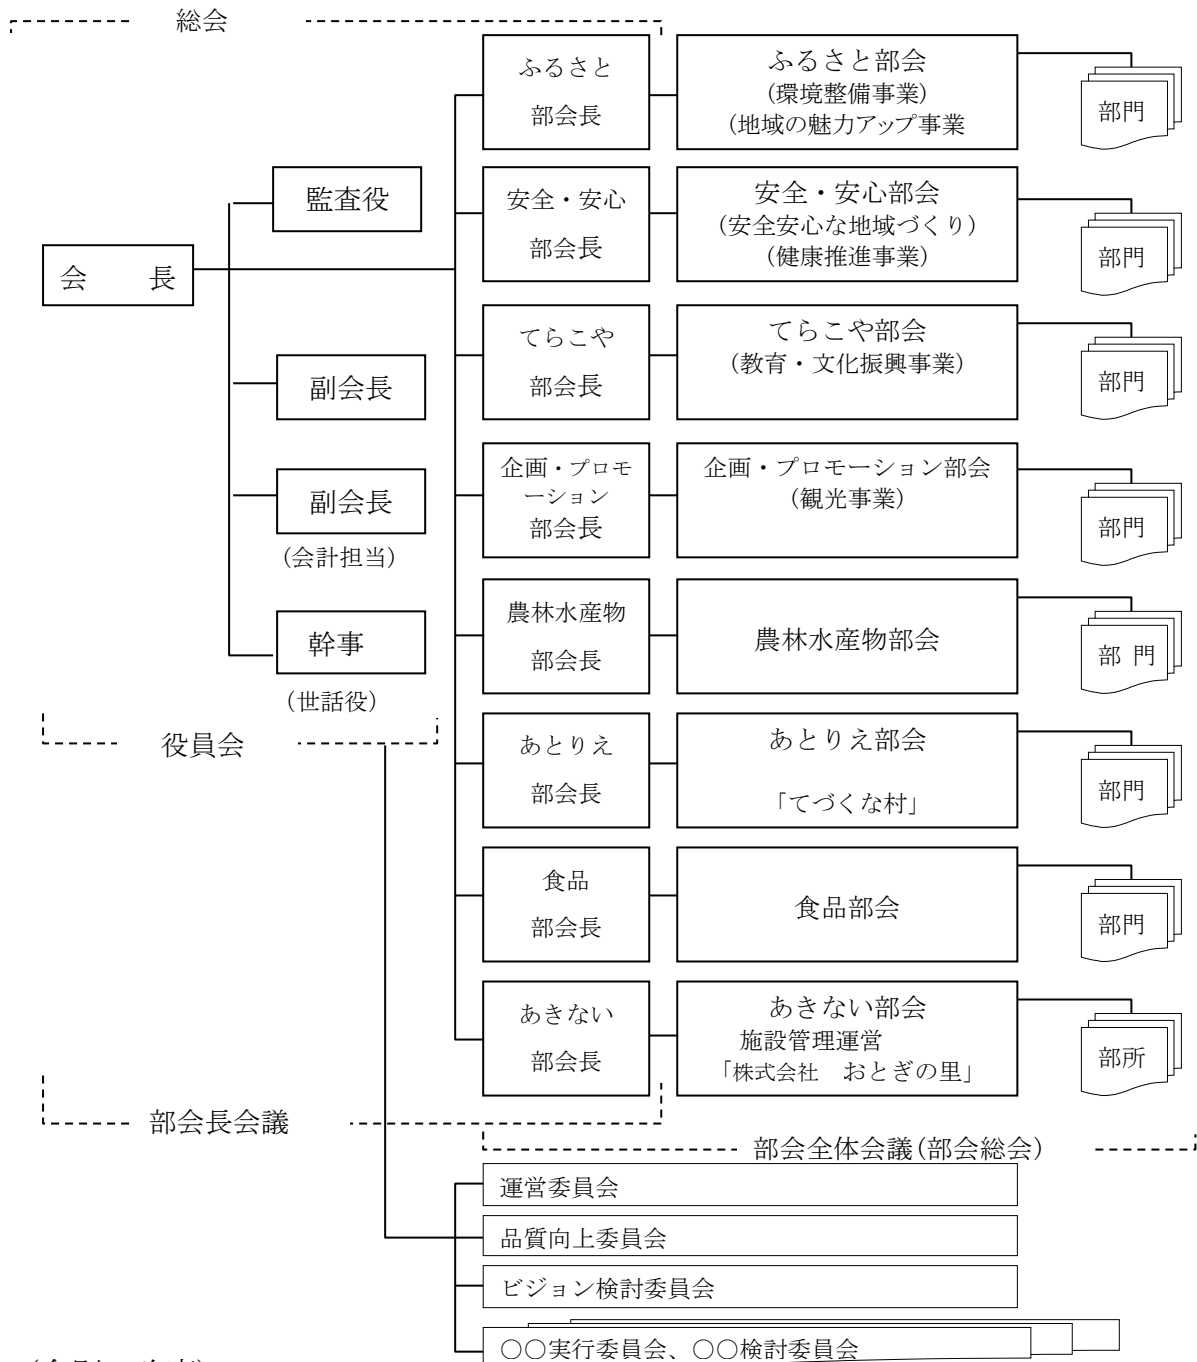 総会
ふるさと
部会長
ふるさと部会
(環境整備事業)
(地域の魅力アップ事業
部門
監査役
安全・安心
部会長
安全・安心部会
(安全安心な地域づくり)
(健康推進事業)
部門
会　　長
てらこや
部会長
てらこや部会
(教育・文化振興事業)
部門
副会長
企画・プロモ
ーション
部会長
企画・プロモーション部会
(観光事業)
部門
副会長
(会計担当)
農林水産物
部会長
農林水産物部会
部 門
幹事
(世話役)
役員会
あとりえ
部会長
あとりえ部会
「てづくな村」
部門
食品
部会長
食品部会
部門
あきない
部会長
あきない部会
施設管理運営
「株式会社　おとぎの里」
部所
部会長会議
部会全体会議(部会総会)
運営委員会
品質向上委員会
ビジョン検討委員会
○○実行委員会、○○検討委員会